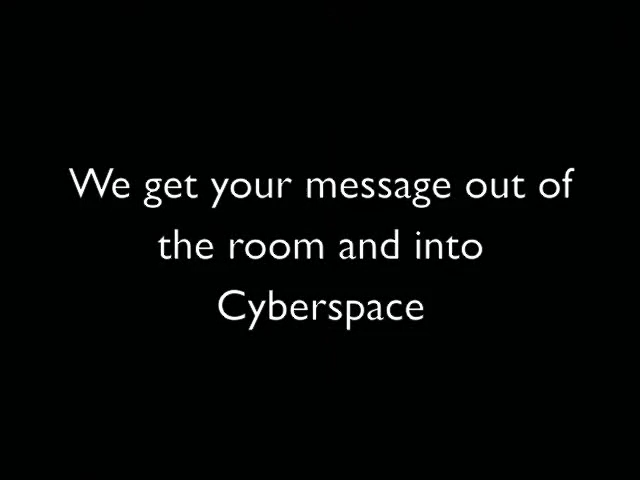 We get your message out of
the room and into
Cyberspace